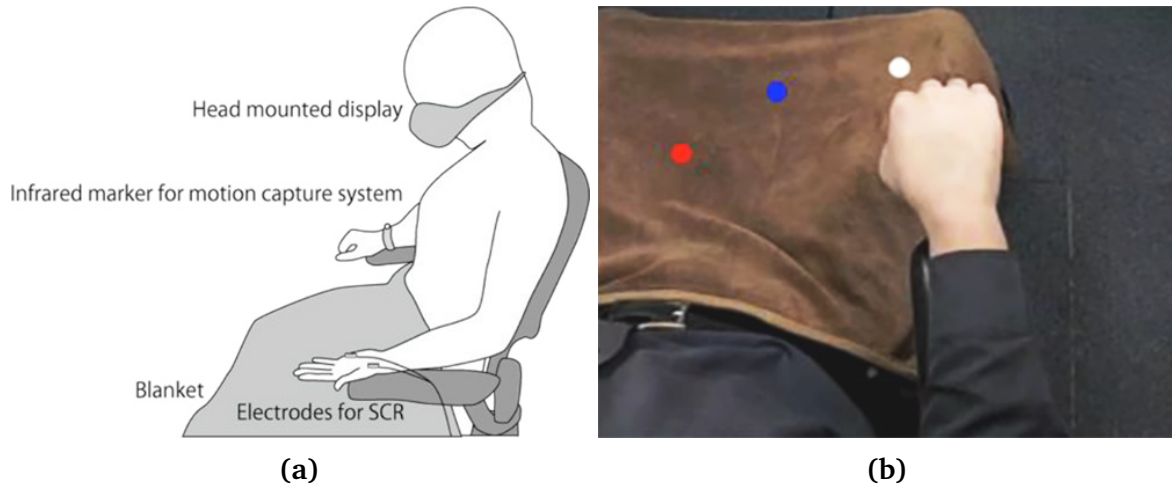 Head mounted display
Infrared marker for motion capture system
Blanket
Electrodes for SCR
(a)
(b)